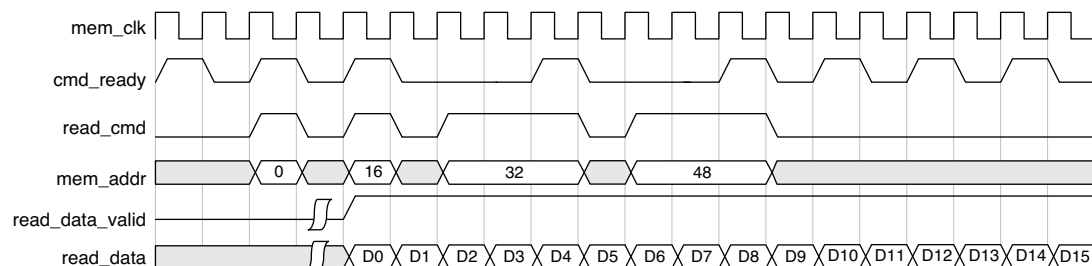 mem_clk
cmd_ready
read_cmd
mem_addr 0 16 32 48
read_data_valid
read_data D0 D1 D2 D3 D4 D5 D6 D7 D8 D9 D10 D11 D12 D13 D14 D15